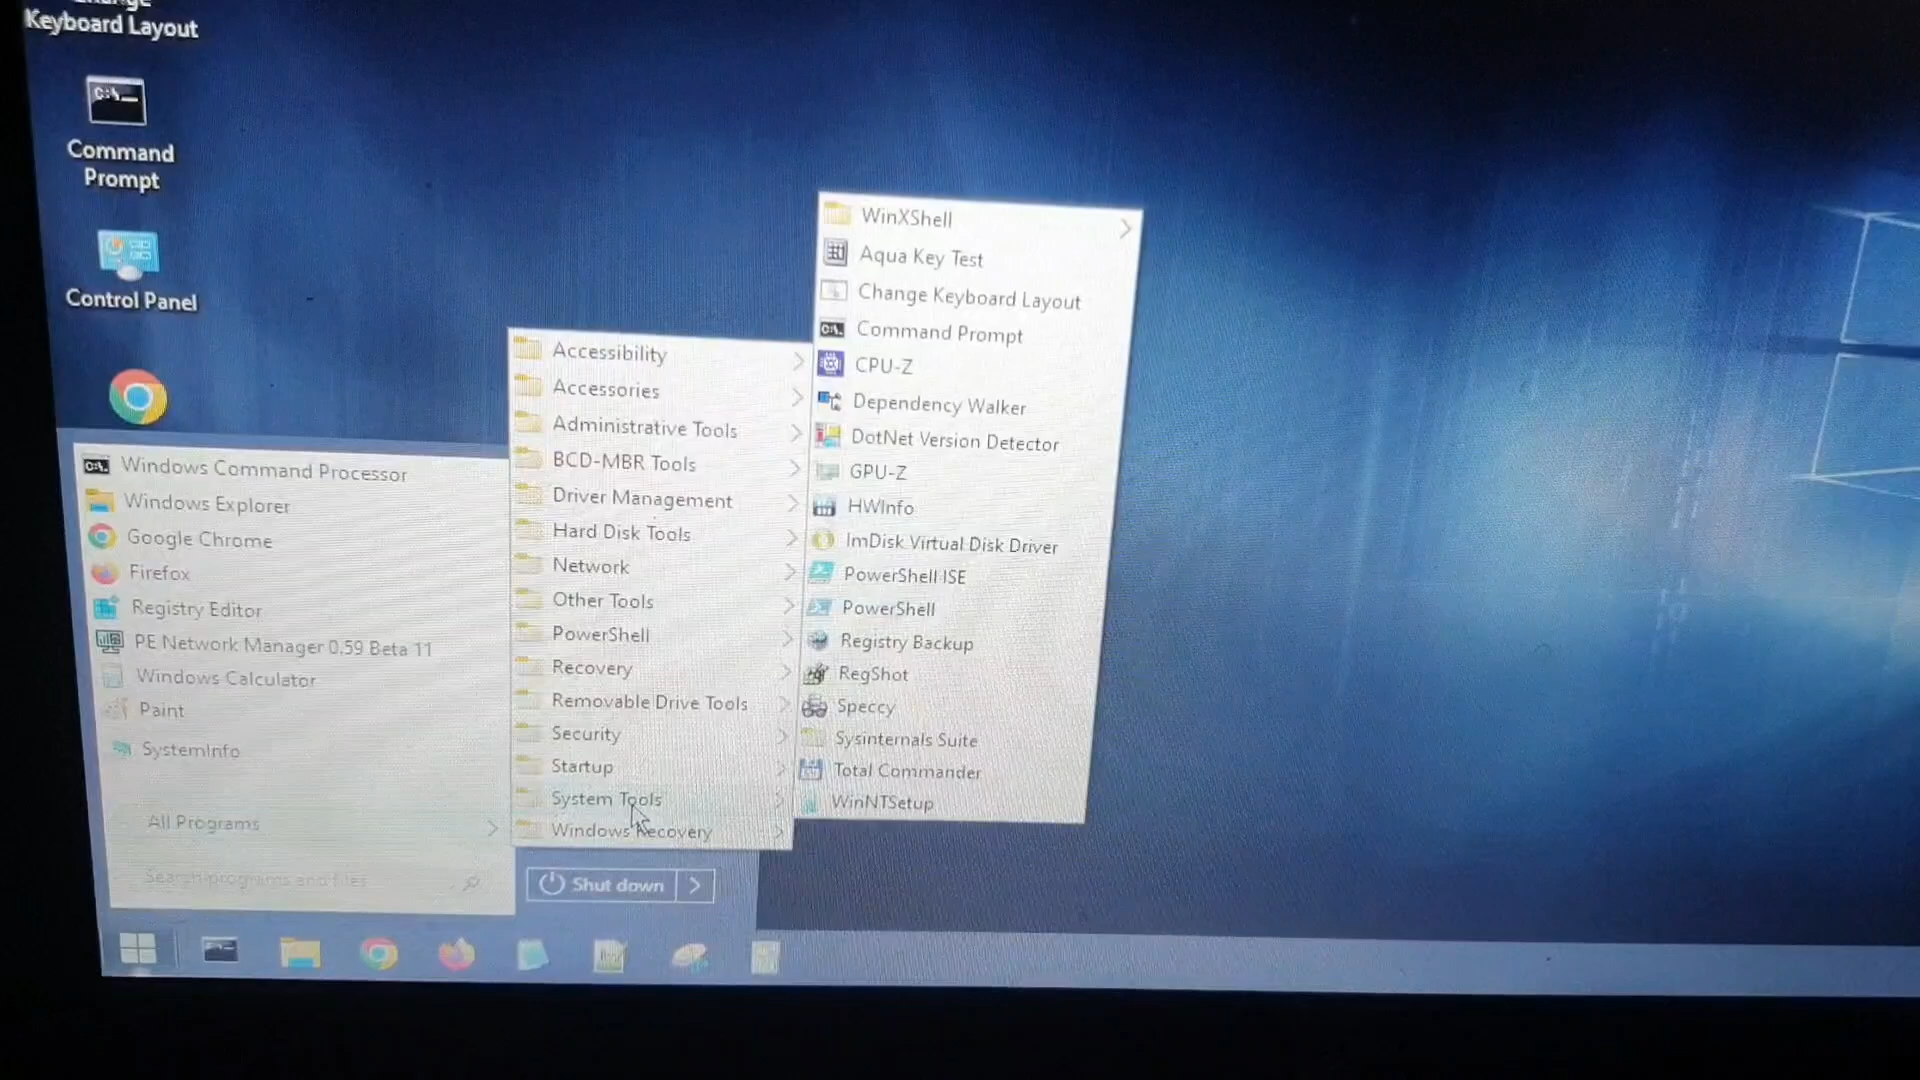 Keyboard Layout
Command
Prompt
Control Panel
Windows Command Processor
Windows Explorer
Google Chrome
Firefox
Registry Editor
PE Network Manager 0.59 Beta 11
Windows Calculator
Paint
SystemInfo
All Programs
Search programs and files
Accessibility
Accessories
Administrative Tools
BCD-MBR Tools
Driver Management
Hard Disk Tools
Network
Other Tools
PowerShell
Recovery
Removable Drive Tools
Security
Startup
System Tools
Windows Recovery
Shut down
WinXShell
Aqua Key Test
Change Keyboard Layout
Command Prompt
CPU-Z
Dependency Walker
DotNet Version Detector
GPU-Z
HWInfo
ImDisk Virtual Disk Driver
PowerShell ISE
PowerShell
Registry Backup
RegShot
Speccy
Sysinternals Suite
Total Commander
WinNTSetup